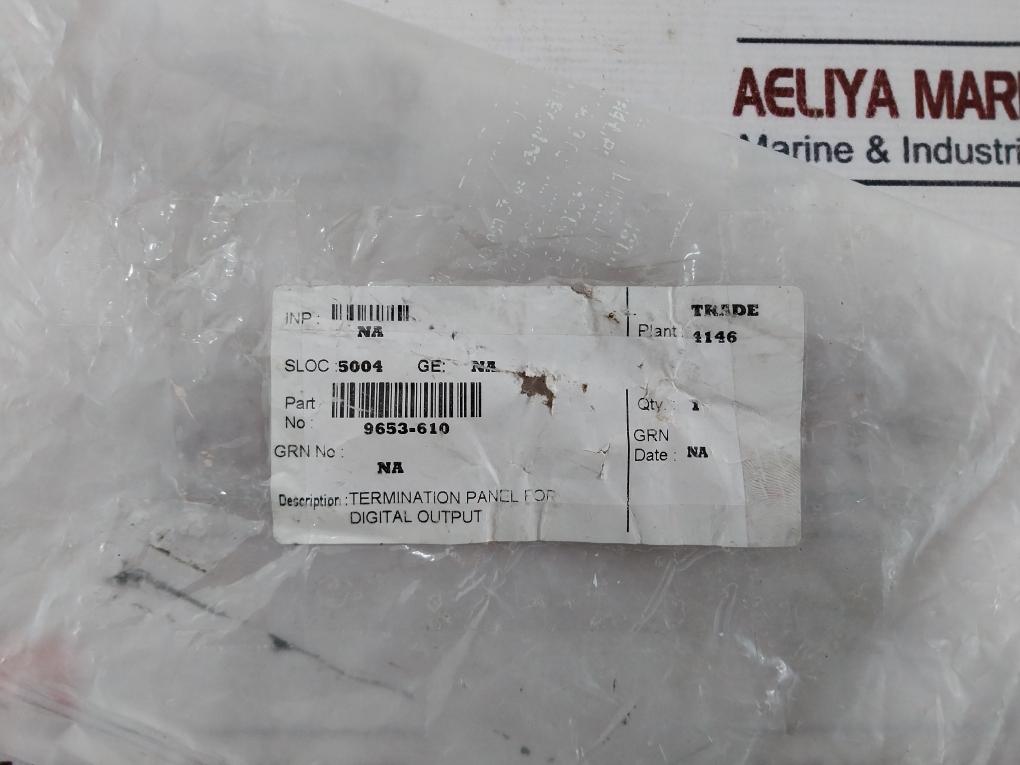 AELIYA MARI
Marine & Industri
INP :
NA
TRADE
Plant : 4146
SLOC :5004 GE: NA
Part No : 9653-610
Qty. : 1
GRN No : NA
GRN Date : NA
Description :TERMINATION PANEL FOR
DIGITAL OUTPUT